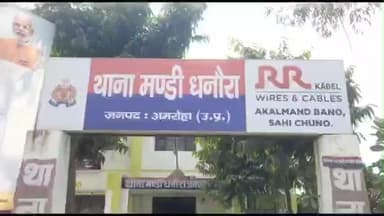 थाना मण्डी धनौरा
जनपद : अमरोहा (उ.प्र.)
RR
KABEL
WIRES & CABLES
AKALMAND BANO,
SAHI CHUNO.
थाना मण्डी धनौरा
थाना
थाना